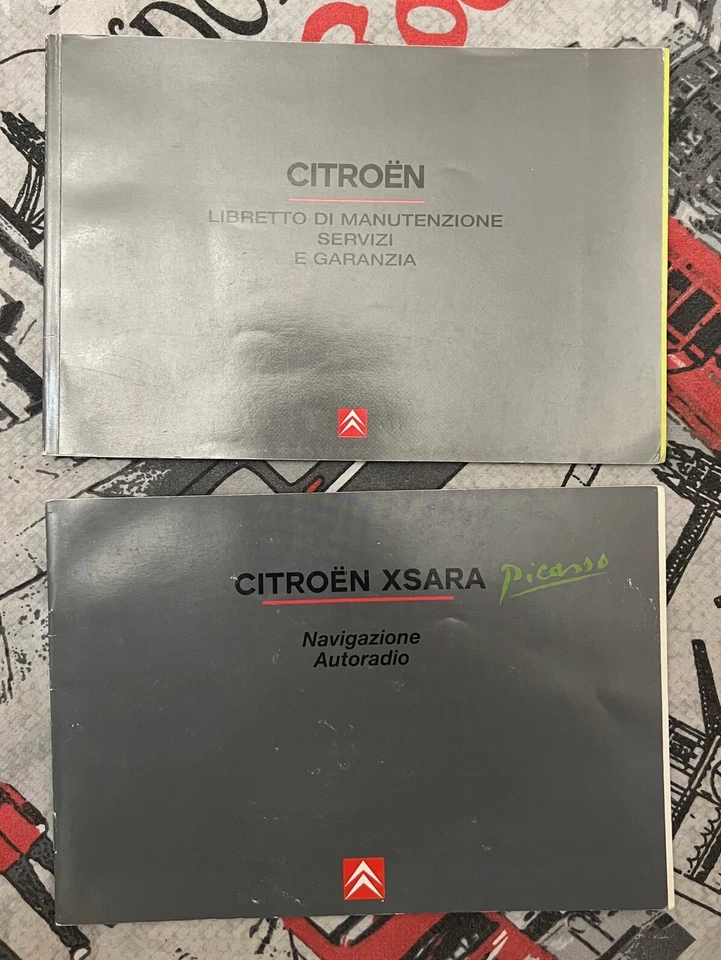 CITROËN
LIBRETTO DI MANUTENZIONE
SERVIZI
E GARANZIA
CITROËN XSARA Picasso
Navigazione
Autoradio